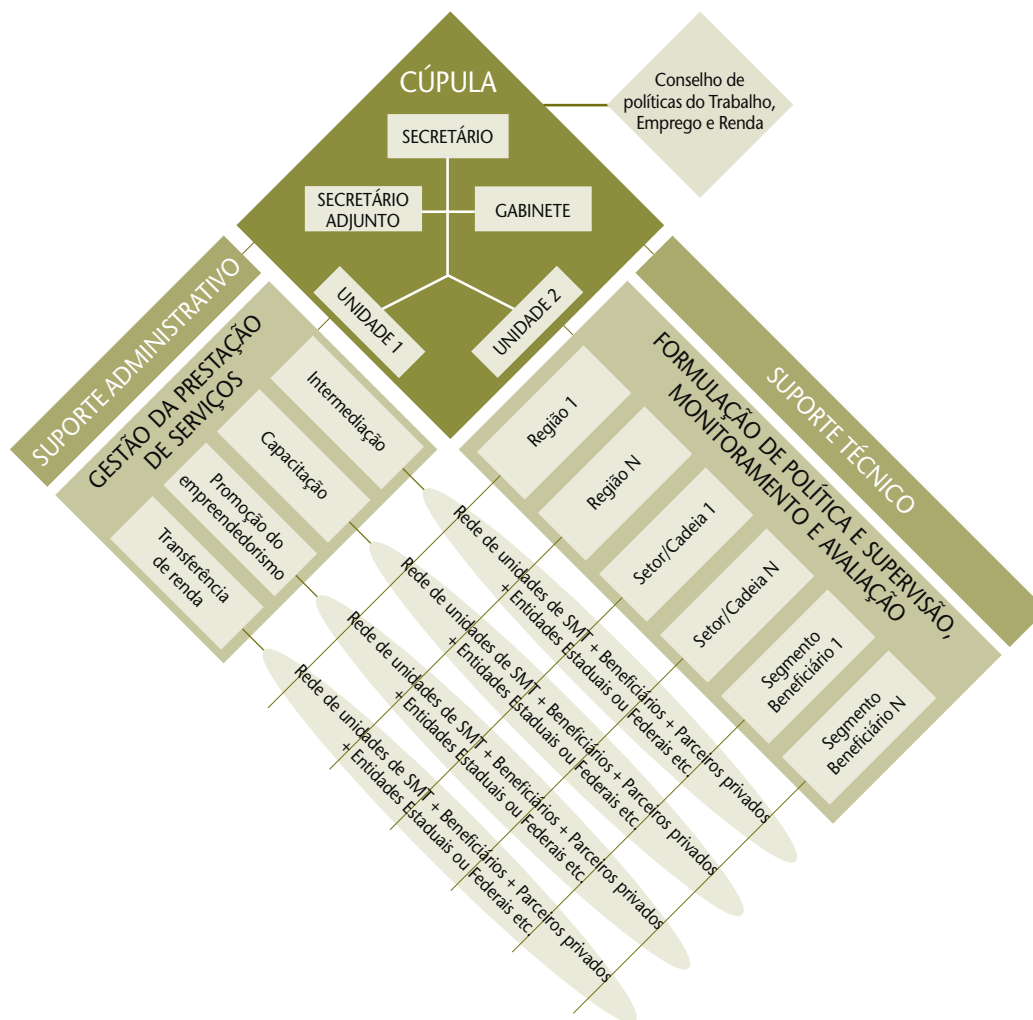 CÚPULA
SECRETÁRIO
SECRETÁRIO
ADJUNTO
GABINETE
UNIDADE 1
UNIDADE 2
Conselho de
políticas do Trabalho,
Emprego e Renda
SUPORTE ADMINISTRATIVO
GESTÃO DA PRESTAÇÃO
DE SERVIÇOS
Intermediação
Capacitação
Promoção do
empreendedorismo
Transferência
de renda
SUPORTE TÉCNICO
FORMULAÇÃO DE POLÍTICA E SUPERVISÃO,
MONITORAMENTO E AVALIAÇÃO
Região 1
Região N
Setor/Cadeia 1
Setor/Cadeia N
Segmento
Beneficiário 1
Segmento
Beneficiário N
Rede de unidades de SMT + Beneficiários + Parceiros privados
+ Entidades Estaduais ou Federais etc.
Rede de unidades de SMT + Beneficiários + Parceiros privados
+ Entidades Estaduais ou Federais etc.
Rede de unidades de SMT + Beneficiários + Parceiros privados
+ Entidades Estaduais ou Federais etc.
Rede de unidades de SMT + Beneficiários + Parceiros privados
+ Entidades Estaduais ou Federais etc.